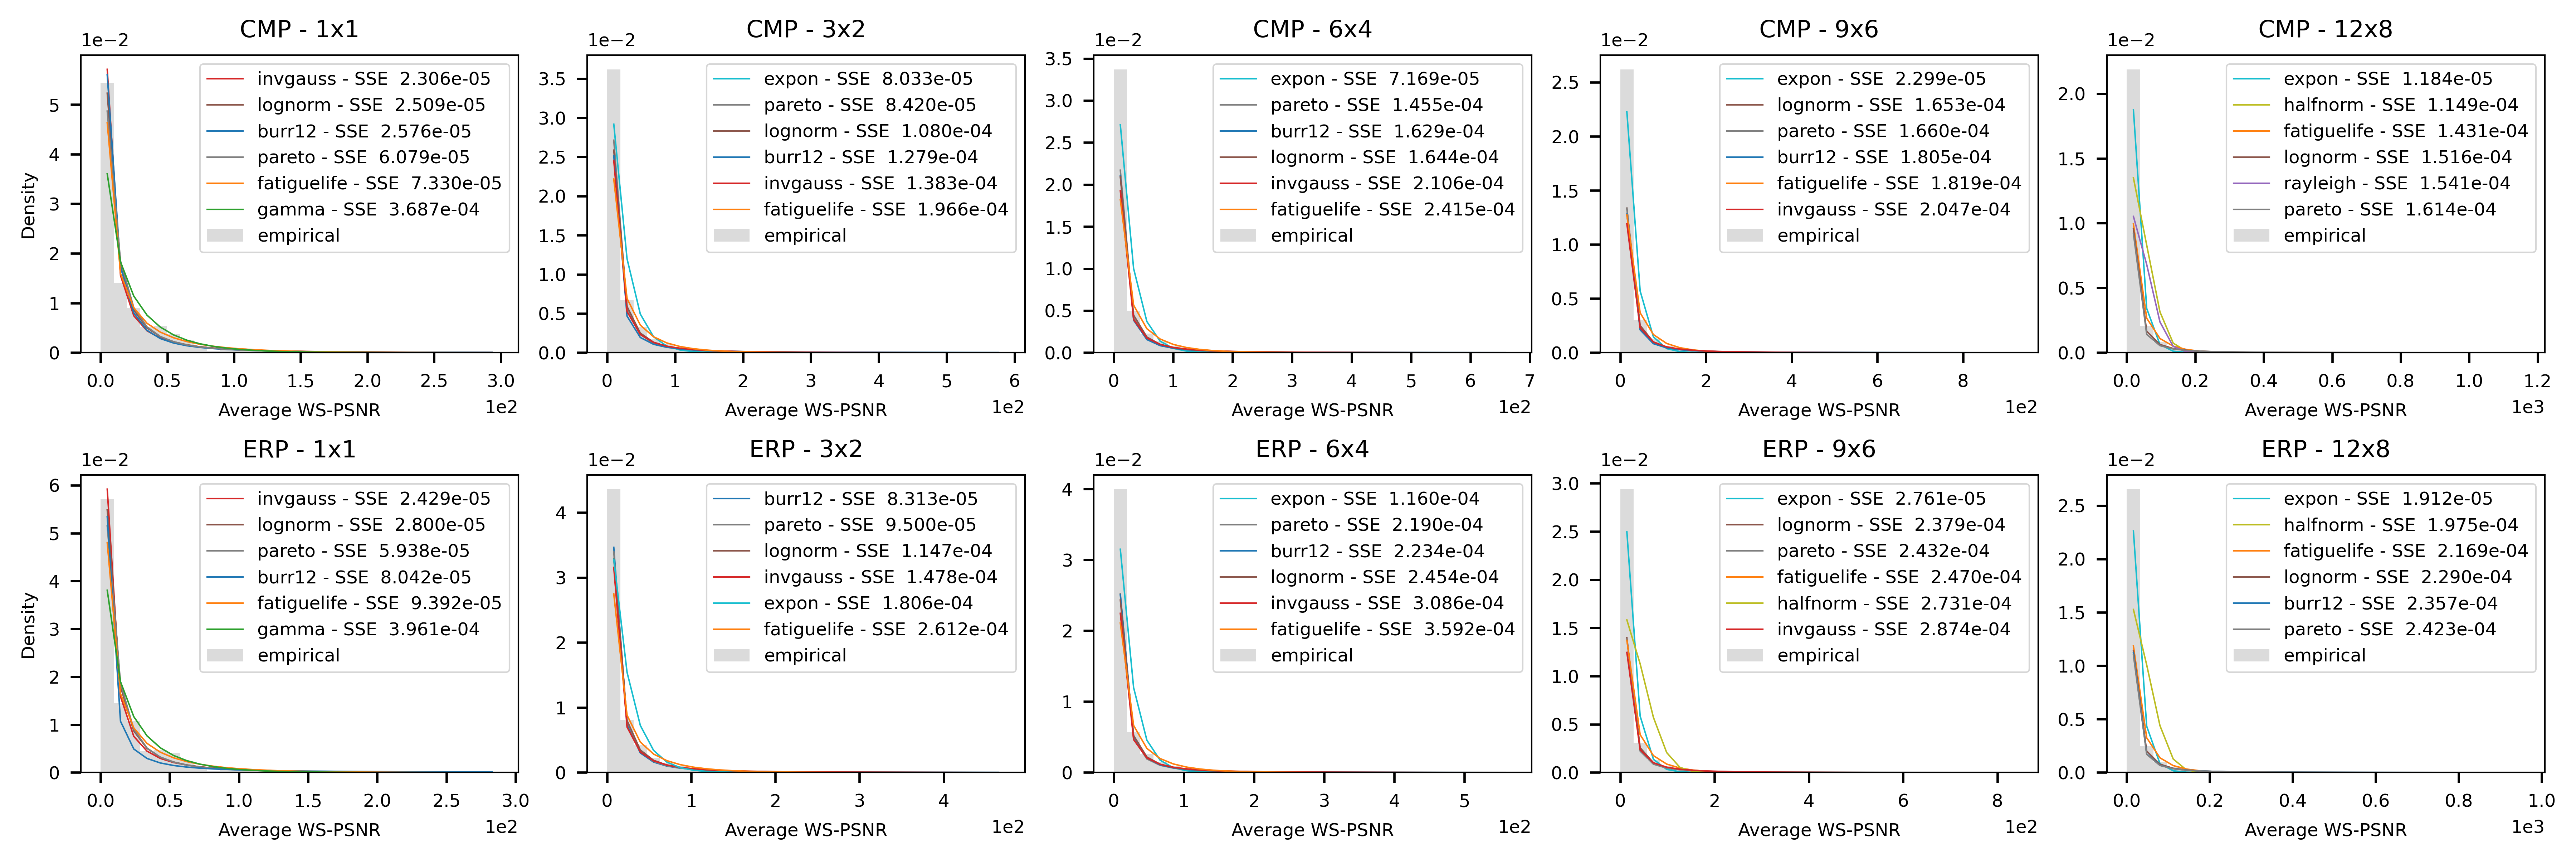 CMP - 1x1
1e−2
Density
5
4
3
2
1
0
invgauss - SSE 2.306e-05
lognorm - SSE 2.509e-05
burr12 - SSE 2.576e-05
pareto - SSE 6.079e-05
fatiguelife - SSE 7.330e-05
gamma - SSE 3.687e-04
empirical
0.0 0.5 1.0 1.5 2.0 2.5 3.0
Average WS-PSNR
1e2
CMP - 3x2
1e−2
3.5
3.0
2.5
2.0
1.5
1.0
0.5
0.0
expon - SSE 8.033e-05
pareto - SSE 8.420e-05
lognorm - SSE 1.080e-04
burr12 - SSE 1.279e-04
invgauss - SSE 1.383e-04
fatiguelife - SSE 1.966e-04
empirical
0 1 2 3 4 5 6
Average WS-PSNR
1e2
CMP - 6x4
1e−2
3.5
3.0
2.5
2.0
1.5
1.0
0.5
0.0
expon - SSE 7.169e-05
pareto - SSE 1.455e-04
burr12 - SSE 1.629e-04
lognorm - SSE 1.644e-04
invgauss - SSE 2.106e-04
fatiguelife - SSE 2.415e-04
empirical
0 1 2 3 4 5 6 7
Average WS-PSNR
1e2
CMP - 9x6
1e−2
2.5
2.0
1.5
1.0
0.5
0.0
expon - SSE 2.299e-05
lognorm - SSE 1.653e-04
pareto - SSE 1.660e-04
burr12 - SSE 1.805e-04
fatiguelife - SSE 1.819e-04
invgauss - SSE 2.047e-04
empirical
0 2 4 6 8
Average WS-PSNR
1e2
CMP - 12x8
1e−2
2.0
1.5
1.0
0.5
0.0
expon - SSE 1.184e-05
halfnorm - SSE 1.149e-04
fatiguelife - SSE 1.431e-04
lognorm - SSE 1.516e-04
rayleigh - SSE 1.541e-04
pareto - SSE 1.614e-04
empirical
0.0 0.2 0.4 0.6 0.8 1.0 1.2
Average WS-PSNR
1e3
ERP - 1x1
1e−2
Density
6
5
4
3
2
1
0
invgauss - SSE 2.429e-05
lognorm - SSE 2.800e-05
pareto - SSE 5.938e-05
burr12 - SSE 8.042e-05
fatiguelife - SSE 9.392e-05
gamma - SSE 3.961e-04
empirical
0.0 0.5 1.0 1.5 2.0 2.5 3.0
Average WS-PSNR
1e2
ERP - 3x2
1e−2
4
3
2
1
0
burr12 - SSE 8.313e-05
pareto - SSE 9.500e-05
lognorm - SSE 1.147e-04
invgauss - SSE 1.478e-04
expon - SSE 1.806e-04
fatiguelife - SSE 2.612e-04
empirical
0 1 2 3 4
Average WS-PSNR
1e2
ERP - 6x4
1e−2
4
3
2
1
0
expon - SSE 1.160e-04
pareto - SSE 2.190e-04
burr12 - SSE 2.234e-04
lognorm - SSE 2.454e-04
invgauss - SSE 3.086e-04
fatiguelife - SSE 3.592e-04
empirical
0 1 2 3 4 5
Average WS-PSNR
1e2
ERP - 9x6
1e−2
3.0
2.5
2.0
1.5
1.0
0.5
0.0
expon - SSE 2.761e-05
lognorm - SSE 2.379e-04
pareto - SSE 2.432e-04
fatiguelife - SSE 2.470e-04
halfnorm - SSE 2.731e-04
invgauss - SSE 2.874e-04
empirical
0 2 4 6 8
Average WS-PSNR
1e2
ERP - 12x8
1e−2
2.5
2.0
1.5
1.0
0.5
0.0
expon - SSE 1.912e-05
halfnorm - SSE 1.975e-04
fatiguelife - SSE 2.169e-04
lognorm - SSE 2.290e-04
burr12 - SSE 2.357e-04
pareto - SSE 2.423e-04
empirical
0.0 0.2 0.4 0.6 0.8 1.0
Average WS-PSNR
1e3